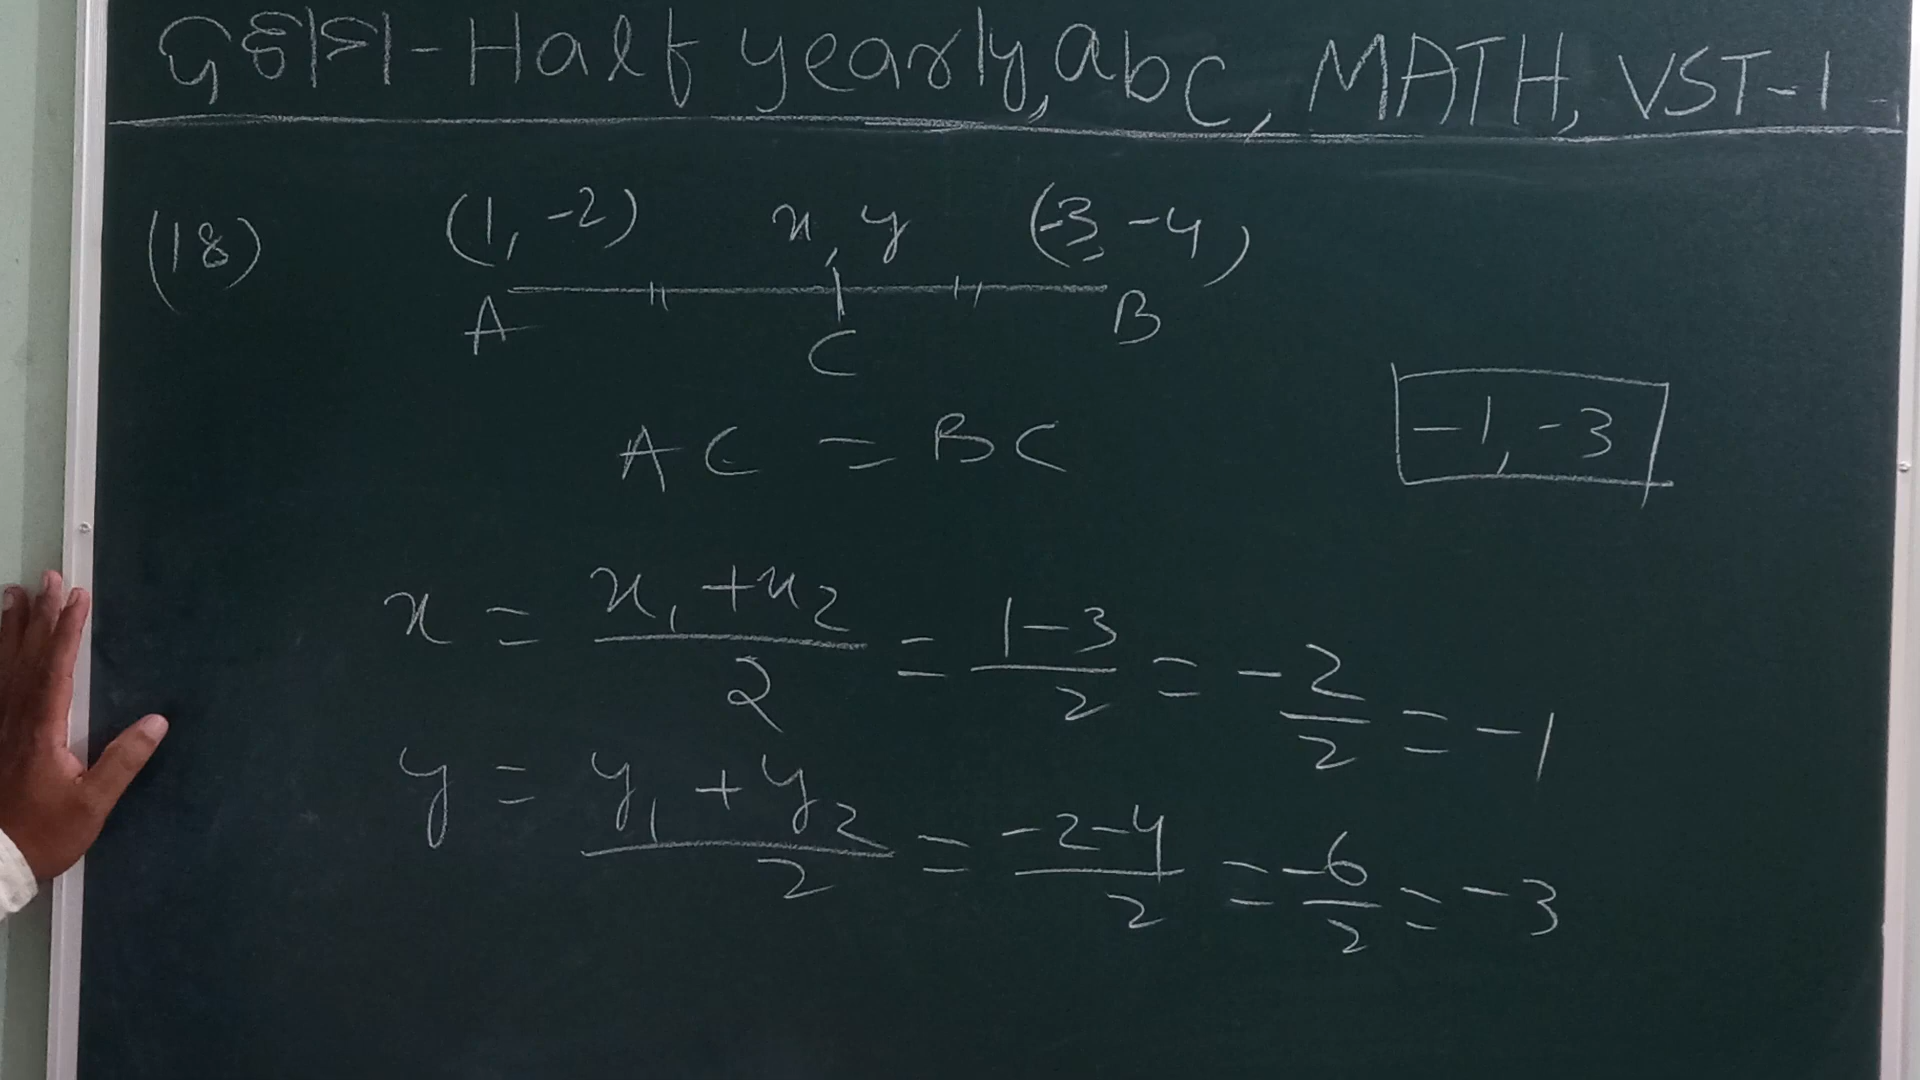 ଦଶମ-Half yearly, abc, MATH, VST-1
(18)
(1, -2) x, y (-3, -4)
A C B
AC = BC
-1, -3
x = x₁ + x₂ / 2 = 1-3 / 2 = -2/2 = -1
y = y₁ + y₂ / 2 = -2-4 / 2 = -6/2 = -3